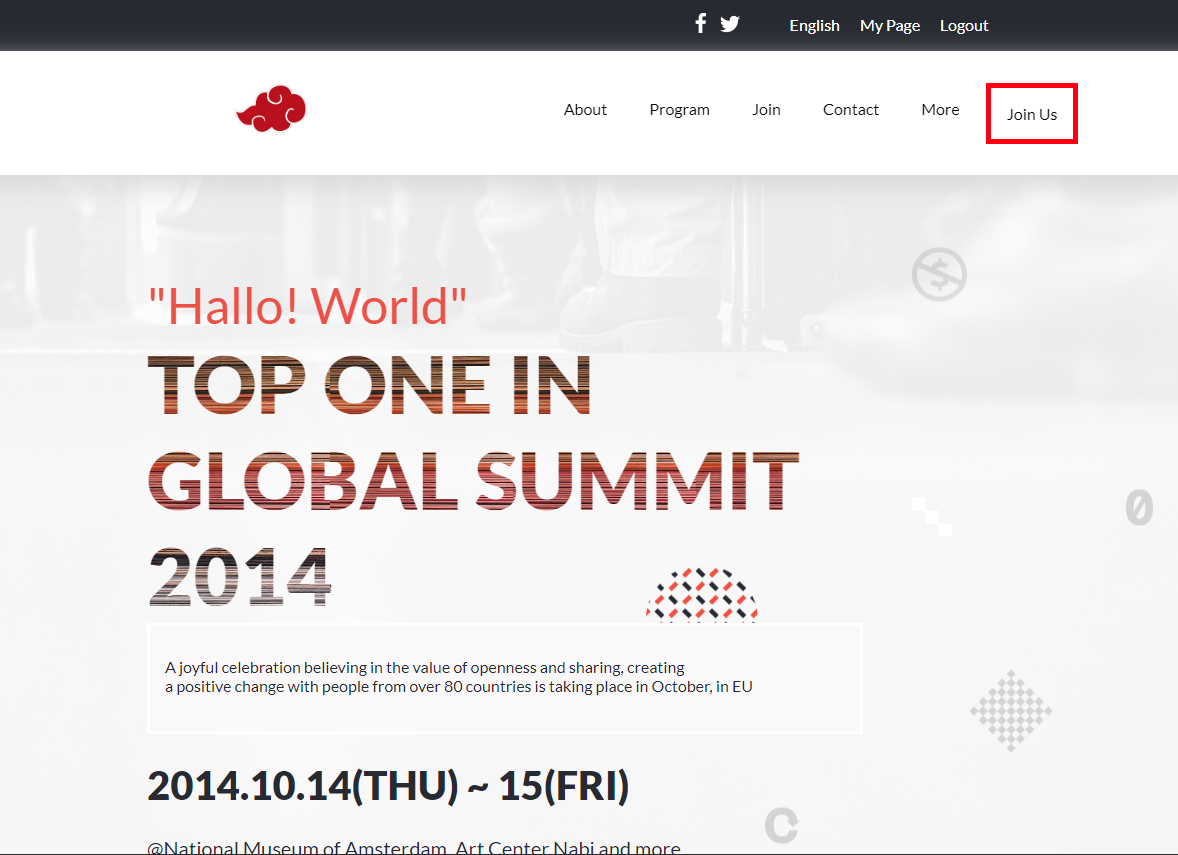 English My Page Logout
About Program Join Contact More Join Us
"Hallo! World"
TOP ONE IN
GLOBAL SUMMIT
2014
A joyful celebration believing in the value of openness and sharing, creating
a positive change with people from over 80 countries is taking place in October, in EU
2014.10.14(THU) ~ 15(FRI)
@National Museum of Amsterdam, Art Center Nabi and more